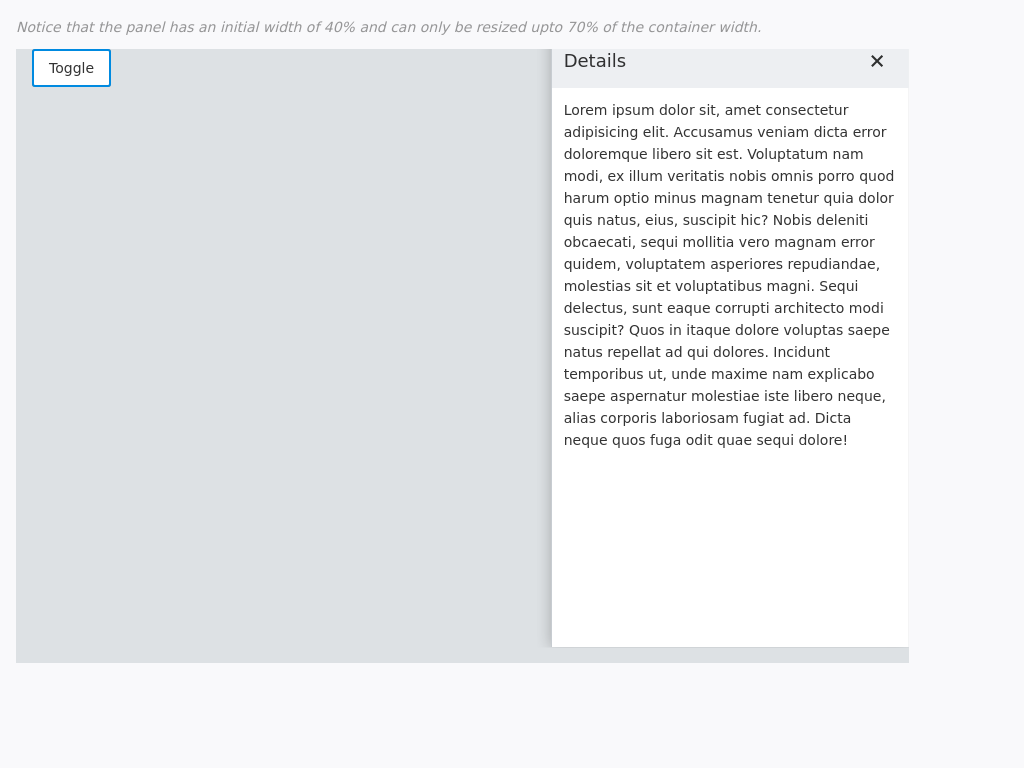 Notice that the panel has an initial width of 40% and can only be resized upto 70% of the container width.
Toggle
Details
Lorem ipsum dolor sit, amet consectetur
adipisicing elit. Accusamus veniam dicta error
doloremque libero sit est. Voluptatum nam
modi, ex illum veritatis nobis omnis porro quod
harum optio minus magnam tenetur quia dolor
quis natus, eius, suscipit hic? Nobis deleniti
obcaecati, sequi mollitia vero magnam error
quidem, voluptatem asperiores repudiandae,
molestias sit et voluptatibus magni. Sequi
delectus, sunt eaque corrupti architecto modi
suscipit? Quos in itaque dolore voluptas saepe
natus repellat ad qui dolores. Incidunt
temporibus ut, unde maxime nam explicabo
saepe aspernatur molestiae iste libero neque,
alias corporis laboriosam fugiat ad. Dicta
neque quos fuga odit quae sequi dolore!